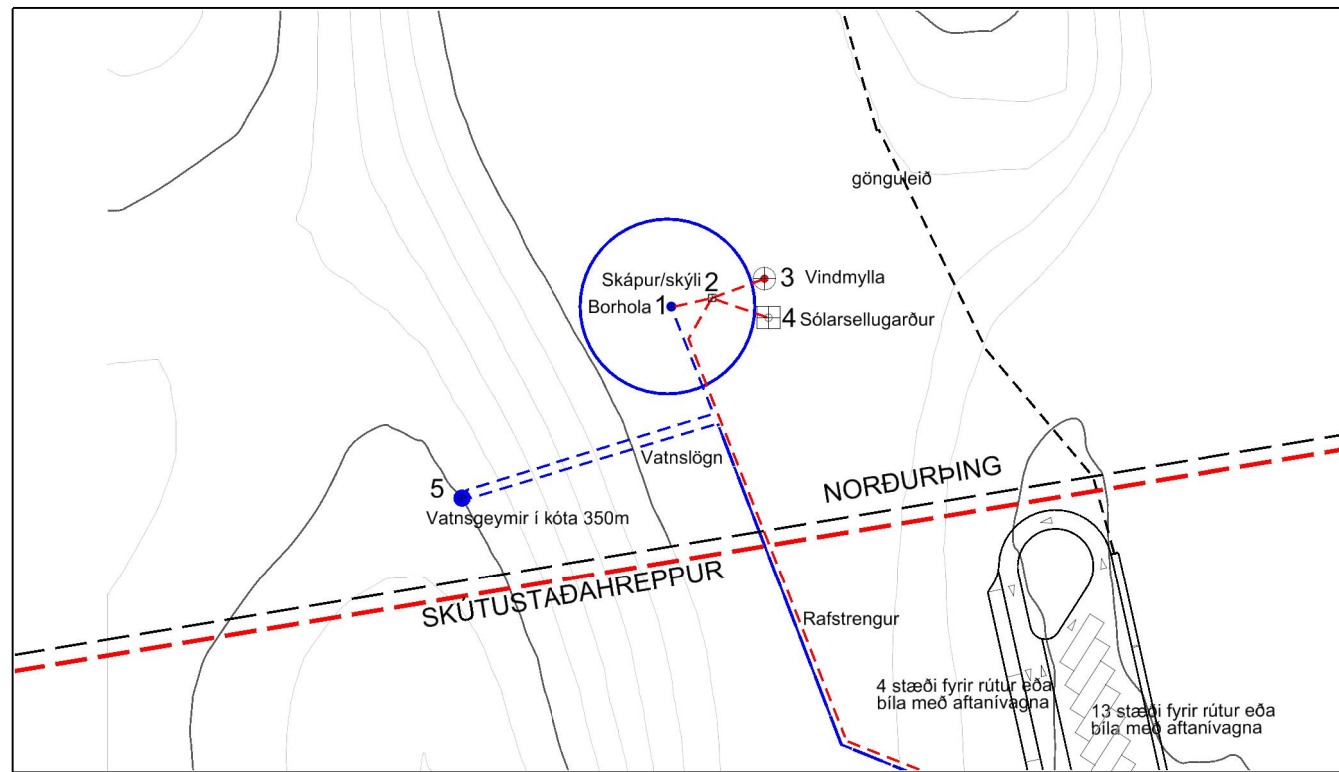 gönguleið
Skápur/skýli 2
3 Vindmylla
Borhola 1
4 Sólarsellugarður
Vatnslögn
NORÐURÞING
5
Vatnsgeymir í kóta 350m
SKÚTUSTAÐAHREPPUR
Rafstrengur
4 stæði fyrir rútur eða
bíla með aftanívagna
13 stæði fyrir rútur eða
bíla með aftanívagna